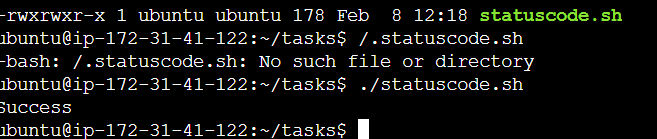 -rwxrwxr-x 1 ubuntu ubuntu 178 Feb  8 12:18 statuscode.sh
ubuntu@ip-172-31-41-122:~/tasks$ /.statuscode.sh
-bash: /.statuscode.sh: No such file or directory
ubuntu@ip-172-31-41-122:~/tasks$ ./statuscode.sh
Success
ubuntu@ip-172-31-41-122:~/tasks$